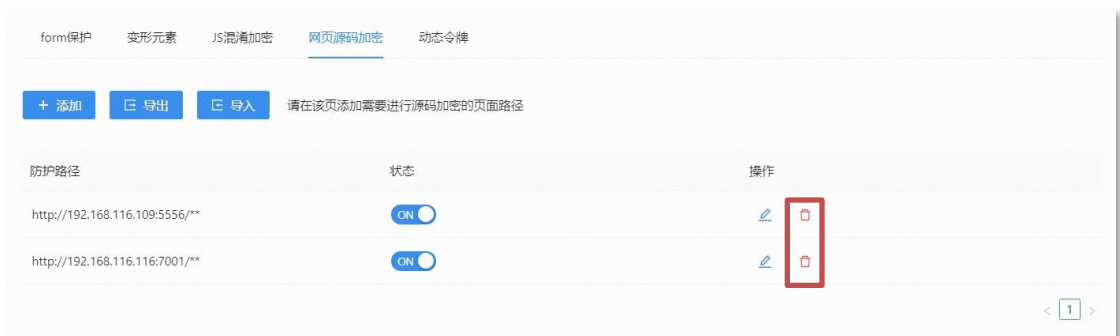 form保护 变形元素 JS混淆加密 网页源码加密 动态令牌
+ 添加 导出 导入 请在该页添加需要进行源码加密的页面路径
防护路径 状态 操作
http://192.168.116.109:5556/** ON
http://192.168.116.116:7001/** ON
< 1 >